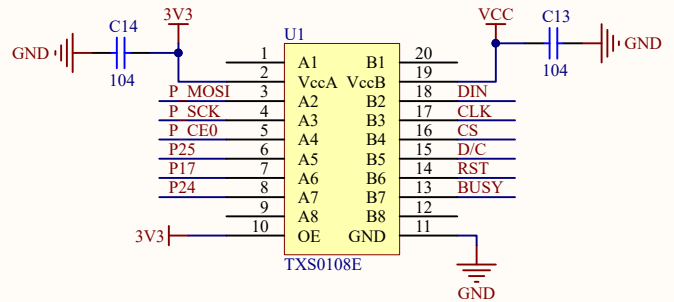 C14 3V3 U1 VCC C13
GND 104 104 GND
1 A1 B1 20
2 VccA VccB 19
P_MOSI 3 A2 B2 18 DIN
P_SCK 4 A3 B3 17 CLK
P_CE0 5 A4 B4 16 CS
P25 6 A5 B5 15 D/C
P17 7 A6 B6 14 RST
P24 8 A7 B7 13 BUSY
9 A8 B8 12
3V3 10 OE GND 11
TXS0108E
GND